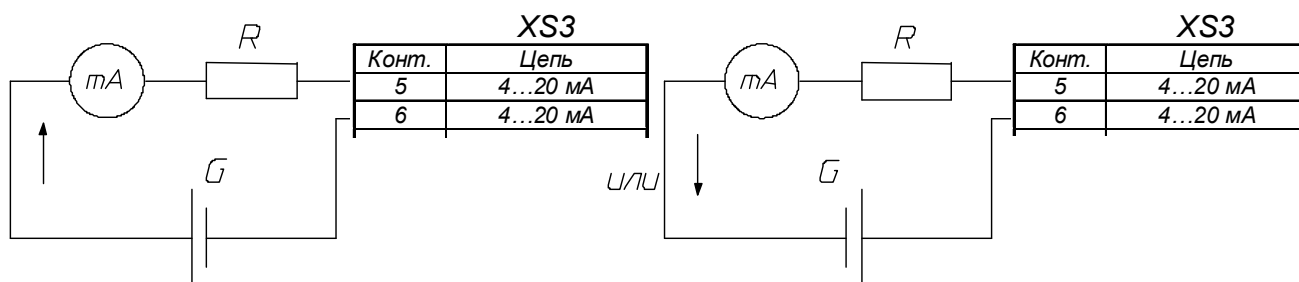 XS3
R
Конт. Цепь
mA
5 4...20 мА
6 4...20 мА
G
или
XS3
R
Конт. Цепь
mA
5 4...20 мА
6 4...20 мА
G